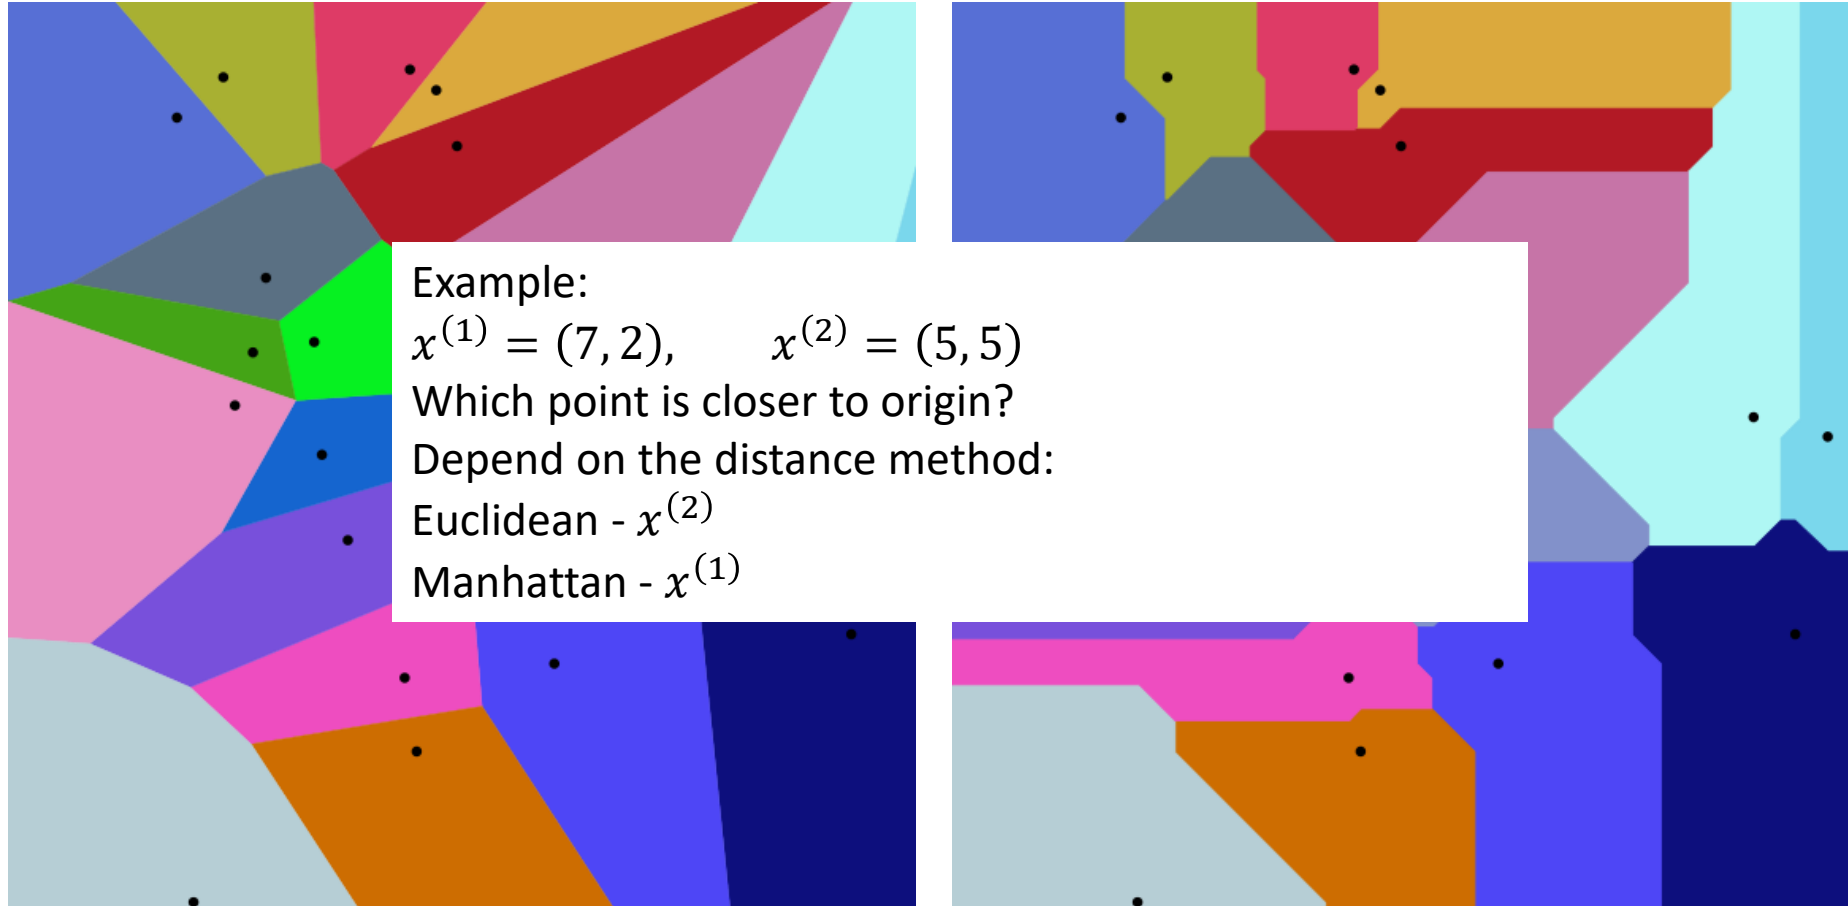 Example:
x⁽¹⁾ = (7, 2), x⁽²⁾ = (5, 5)
Which point is closer to origin?
Depend on the distance method:
Euclidean - x⁽²⁾
Manhattan - x⁽¹⁾